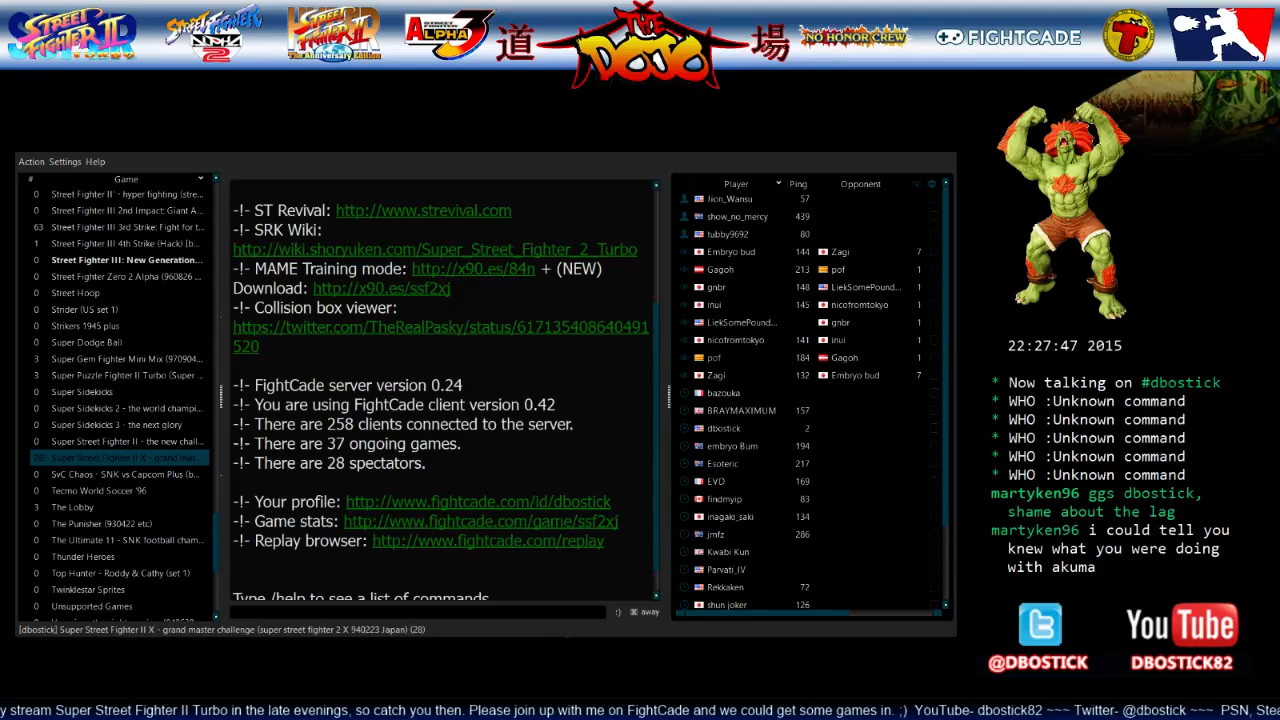 STREET FIGHTER II TURBO
STREET FIGHTER ALPHA 2
STREET FIGHTER II The Anniversary Edition
STREET FIGHTER ALPHA 3
道 THE DOJO 場
NO HONOR CREW
FIGHTCADE
Action Settings Help
# Game
0 Street Fighter II' - hyper fighting (stre...
0 Street Fighter III 2nd Impact: Giant A...
63 Street Fighter III 3rd Strike: Fight for t...
1 Street Fighter III 4th Strike (Hack) [b...
0 Street Fighter III: New Generation...
0 Street Fighter Zero 2 Alpha (960826 ...
0 Street Hoop
0 Strider (US set 1)
0 Strikers 1945 plus
0 Super Dodge Ball
3 Super Gem Fighter Mini Mix (970904...
3 Super Puzzle Fighter II Turbo (Super ...
0 Super Sidekicks
0 Super Sidekicks 2 - the world champi...
0 Super Sidekicks 3 - the next glory
0 Super Street Fighter II - the new chall...
28 Super Street Fighter II X - grand mas...
0 SvC Chaos - SNK vs Capcom Plus (b...
0 Tecmo World Soccer '96
3 The Lobby
0 The Punisher (930422 etc)
0 The Ultimate 11 - SNK football cham...
0 Thunder Heroes
0 Top Hunter - Roddy & Cathy (set 1)
0 Twinklestar Sprites
0 Unsupported Games
-!- ST Revival: http://www.strevival.com
-!- SRK Wiki:
http://wiki.shoryuken.com/Super_Street_Fighter_2_Turbo
-!- MAME Training mode: http://x90.es/84n + (NEW)
Download: http://x90.es/ssf2xj
-!- Collision box viewer:
https://twitter.com/TheRealPasky/status/617135408640491
520
-!- FightCade server version 0.24
-!- You are using FightCade client version 0.42
-!- There are 258 clients connected to the server.
-!- There are 37 ongoing games.
-!- There are 28 spectators.
-!- Your profile: http://www.fightcade.com/id/dbostick
-!- Game stats: http://www.fightcade.com/game/ssf2xj
-!- Replay browser: http://www.fightcade.com/replay
Type /help to see a list of commands
:) away
Player Ping Opponent
Jion_Wansu 57
show_no_mercy 439
tubby9692 80
Embryo bud 144 Zagi 7
Gagoh 213 pof 1
gnbr 148 LiekSomePound... 1
inui 145 nicofromtokyo 1
LiekSomePound... gnbr 1
nicofromtokyo 141 inui 1
pof 184 Gagoh 1
Zagi 132 Embryo bud 7
bazouka
BRAYMAXIMUM 157
dbostick 2
embryo Bum 194
Esoteric 217
EVD 169
findmyip 83
inagaki_saki 134
jmfz 286
Kwabi Kun
Parvati_IV
Rekkaken 72
shun joker 126
[dbostick] Super Street Fighter II X - grand master challenge (super street fighter 2 X 940223 Japan) (28)
22:27:47 2015
* Now talking on #dbostick
* WHO :Unknown command
* WHO :Unknown command
* WHO :Unknown command
* WHO :Unknown command
* WHO :Unknown command
martyken96 ggs dbostick,
shame about the lag
martyken96 i could tell you
knew what you were doing
with akuma
@DBOSTICK
YouTube
DBOSTICK82
y stream Super Street Fighter II Turbo in the late evenings, so catch you then. Please join up with me on FightCade and we could get some games in. ;) YouTube- dbostick82 ~~~ Twitter- @dbostick ~~~ PSN, Stea